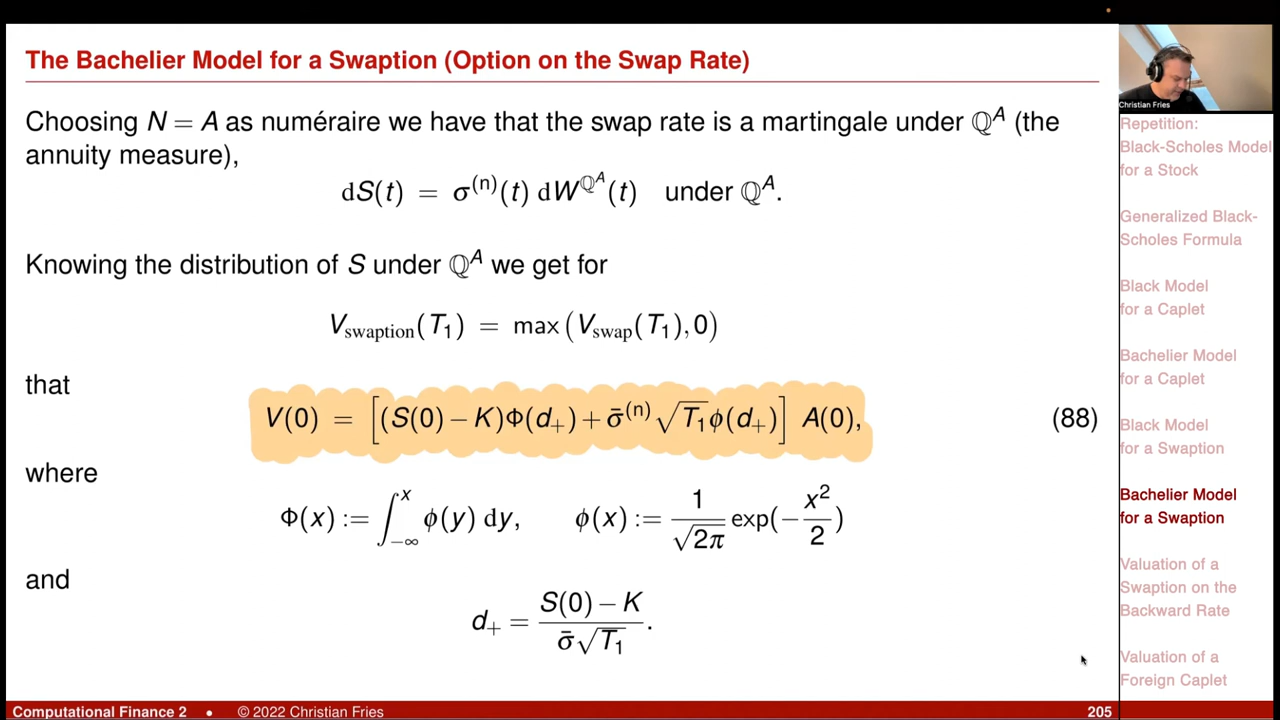 The Bachelier Model for a Swaption (Option on the Swap Rate)
Choosing N = A as numéraire we have that the swap rate is a martingale under ℚ^A (the
annuity measure),
dS(t) = σ^(n)(t) dW^{ℚ^A}(t) under ℚ^A.
Knowing the distribution of S under ℚ^A we get for
V_swaption(T_1) = max(V_swap(T_1), 0)
that
V(0) = [(S(0) − K)Φ(d_+) + σ̄^(n) √T_1 ϕ(d_+)] A(0), (88)
where
Φ(x) := ∫_{−∞}^x ϕ(y) dy, ϕ(x) := 1/√2π exp(−x²/2)
and
d_+ = (S(0) − K)/(σ̄√T_1).
Computational Finance 2 • © 2022 Christian Fries 205
Christian Fries
Repetition:
Black-Scholes Model
for a Stock
Generalized Black-
Scholes Formula
Black Model
for a Caplet
Bachelier Model
for a Caplet
Black Model
for a Swaption
Bachelier Model
for a Swaption
Valuation of a
Swaption on the
Backward Rate
Valuation of a
Foreign Caplet